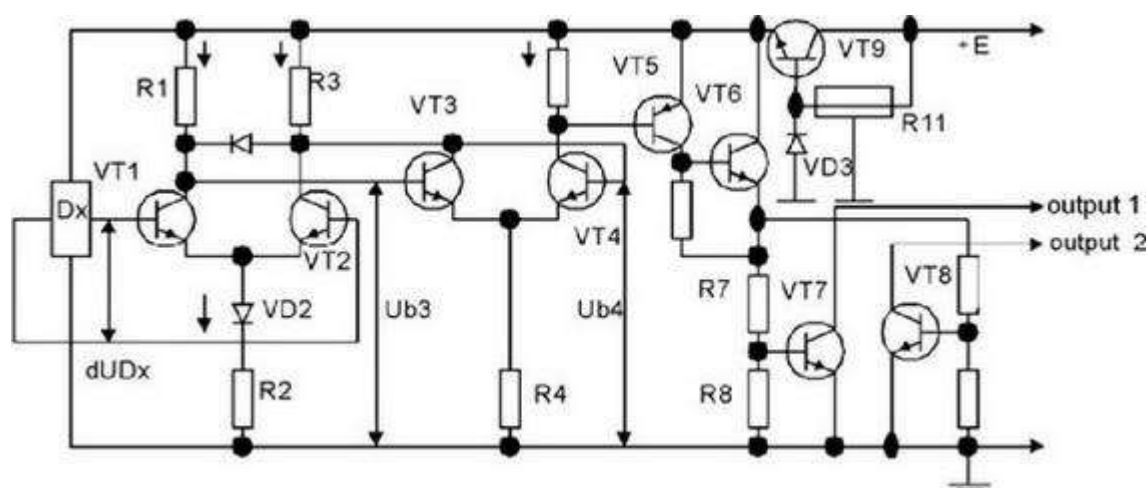 R1
R3
VT3
VT5
VT6
VT9
+E
R11
VT1
VD3
Dx
output 1
VT4
output 2
VT2
VD2
Ub3
Ub4
R7
VT7
VT8
dUDx
R2
R4
R8